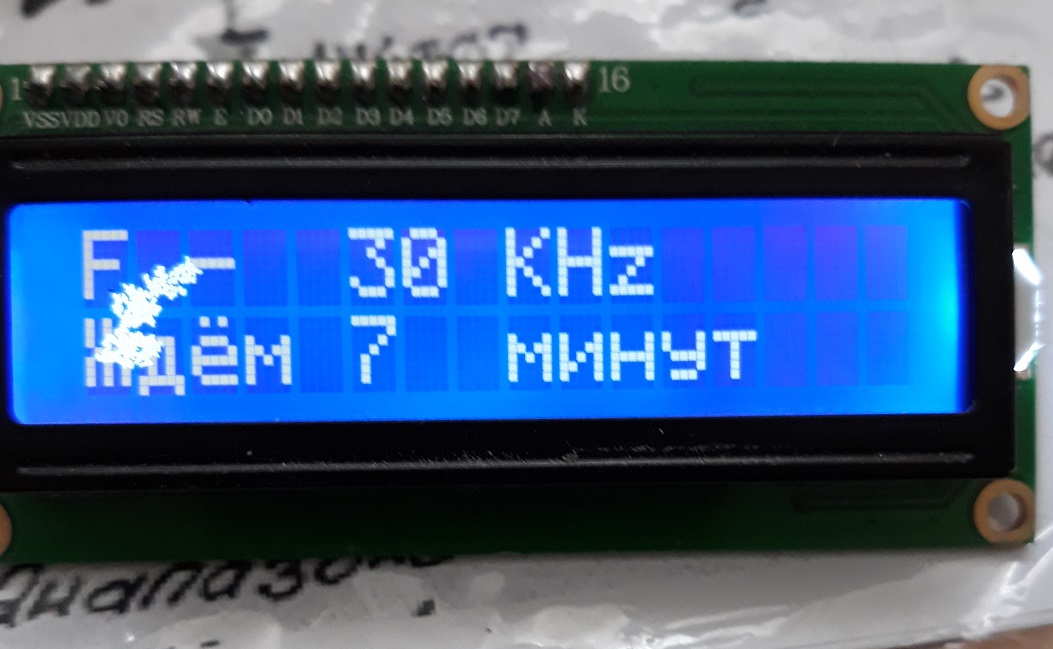 1 16
VSS VDD V0 RS RW E D0 D1 D2 D3 D4 D5 D6 D7 A K
F — 30 KHz
Ждём 7 минут